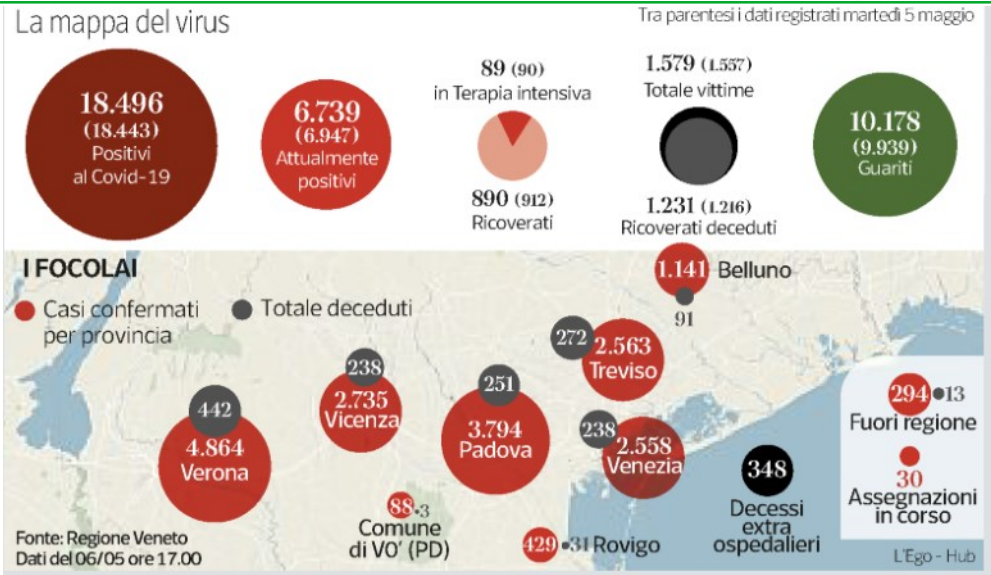 La mappa del virus
Tra parentesi i dati registrati martedì 5 maggio
18.496
(18.443)
Positivi
al Covid-19
6.739
(6.947)
Attualmente
positivi
89 (90)
in Terapia intensiva
890 (912)
Ricoverati
1.579 (1.557)
Totale vittime
1.231 (1.216)
Ricoverati deceduti
10.178
(9.939)
Guariti
I FOCOLAI
Casi confermati
per provincia
Totale deceduti
1.141 Belluno
91
272
2.563
Treviso
238
2.735
Vicenza
251
3.794
Padova
442
4.864
Verona
238
2.558
Venezia
88 3
Comune
di VO' (PD)
429 31 Rovigo
348
Decessi
extra
ospedalieri
294 13
Fuori regione
30
Assegnazioni
in corso
Fonte: Regione Veneto
Dati del 06/05 ore 17.00
L'Ego - Hub